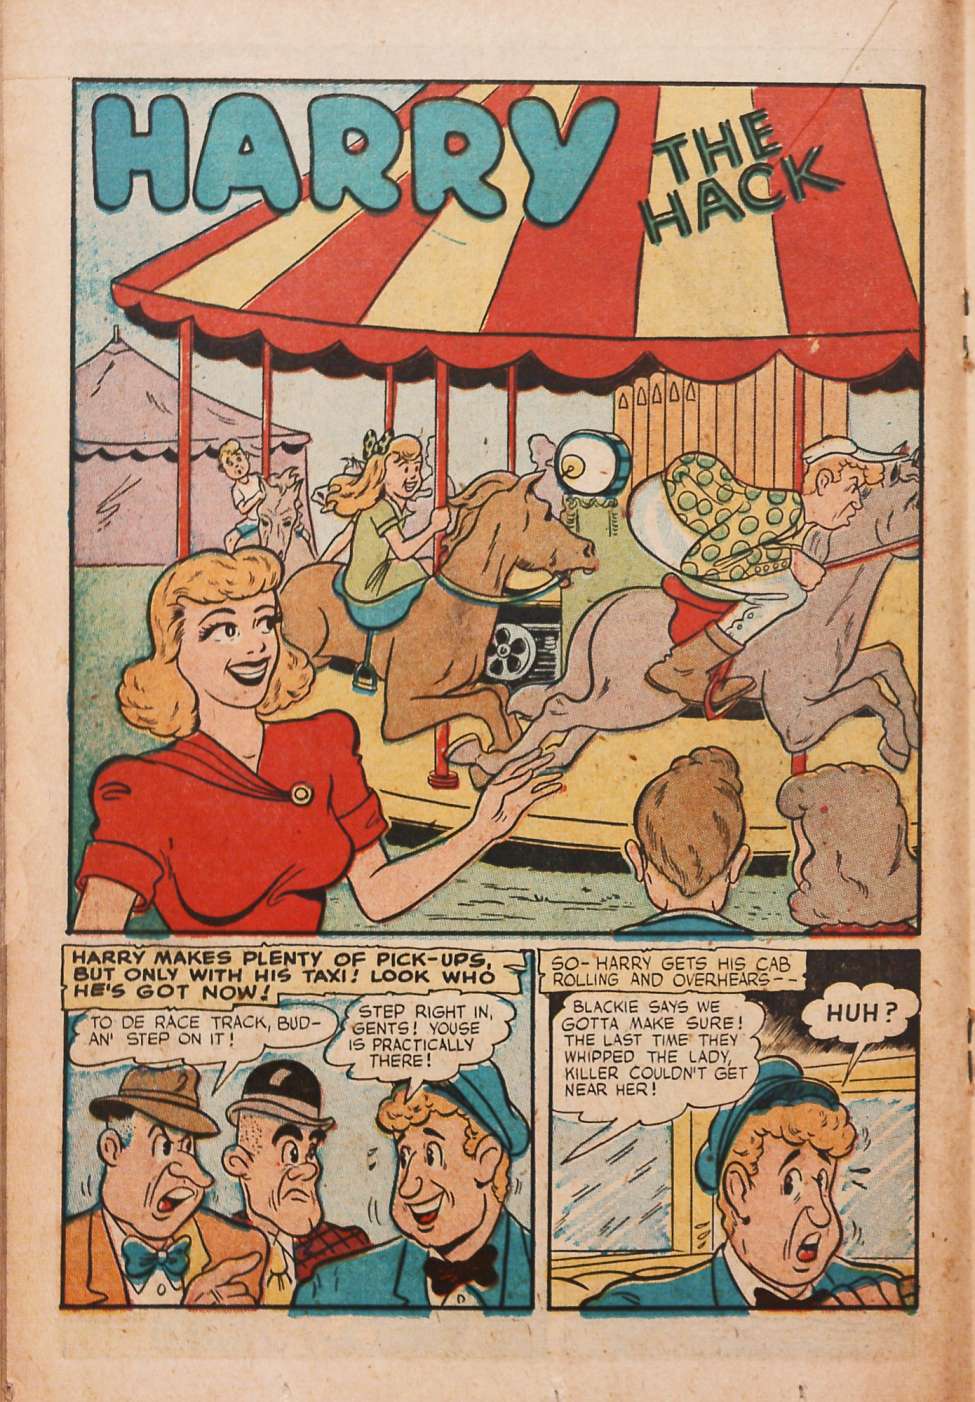 HARRY
THE
HACK
HARRY MAKES PLENTY OF PICK-UPS,
BUT ONLY WITH HIS TAXI! LOOK WHO
HE'S GOT NOW!
TO DE RACE TRACK, BUD-
AN' STEP ON IT!
STEP RIGHT IN,
GENTS! YOUSE
IS PRACTICALLY
THERE!
SO- HARRY GETS HIS CAB
ROLLING AND OVERHEARS--
BLACKIE SAYS WE
GOTTA MAKE SURE!
THE LAST TIME THEY
WHIPPED THE LADY,
KILLER COULDN'T GET
NEAR HER!
HUH?